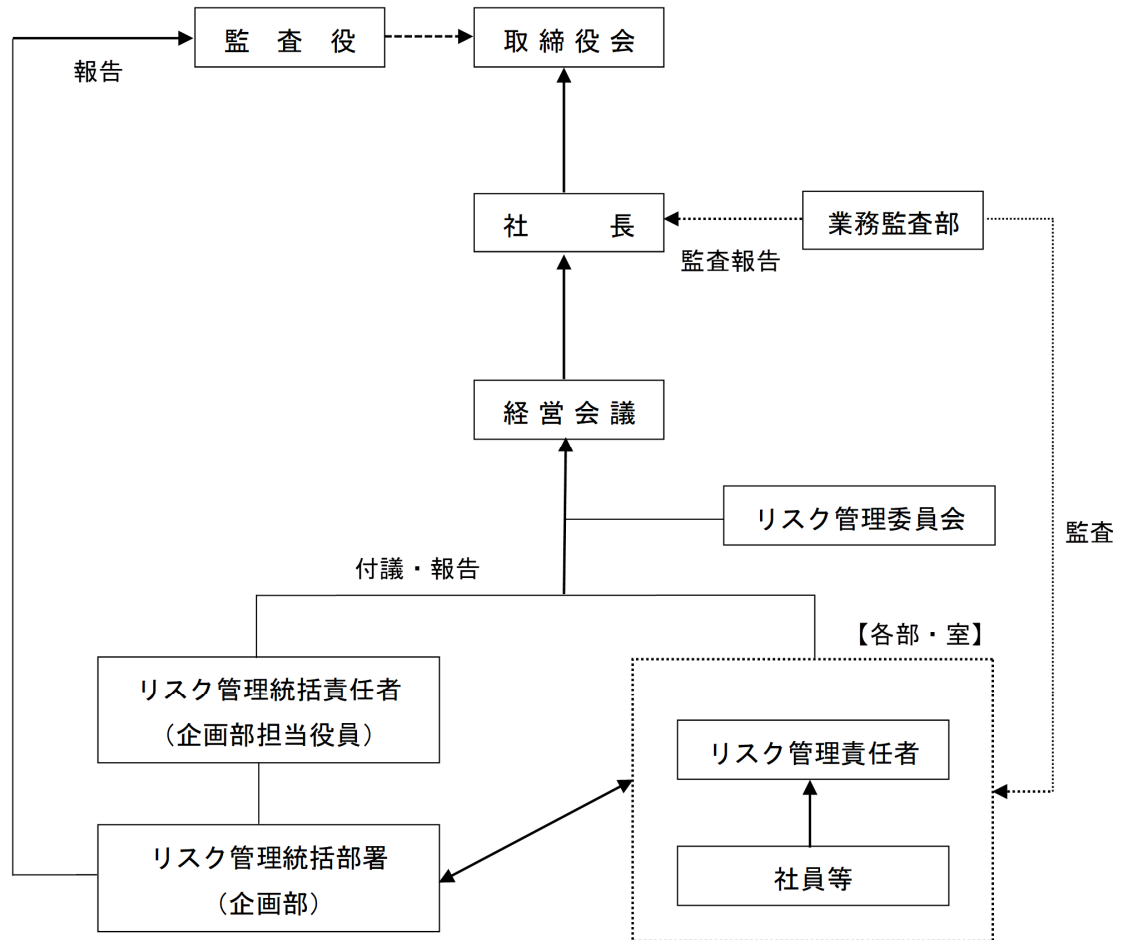 監査役
取締役会
報告
社長
業務監査部
監査報告
経営会議
リスク管理委員会
監査
付議・報告
【各部・室】
リスク管理統括責任者
（企画部担当役員）
リスク管理責任者
リスク管理統括部署
（企画部）
社員等